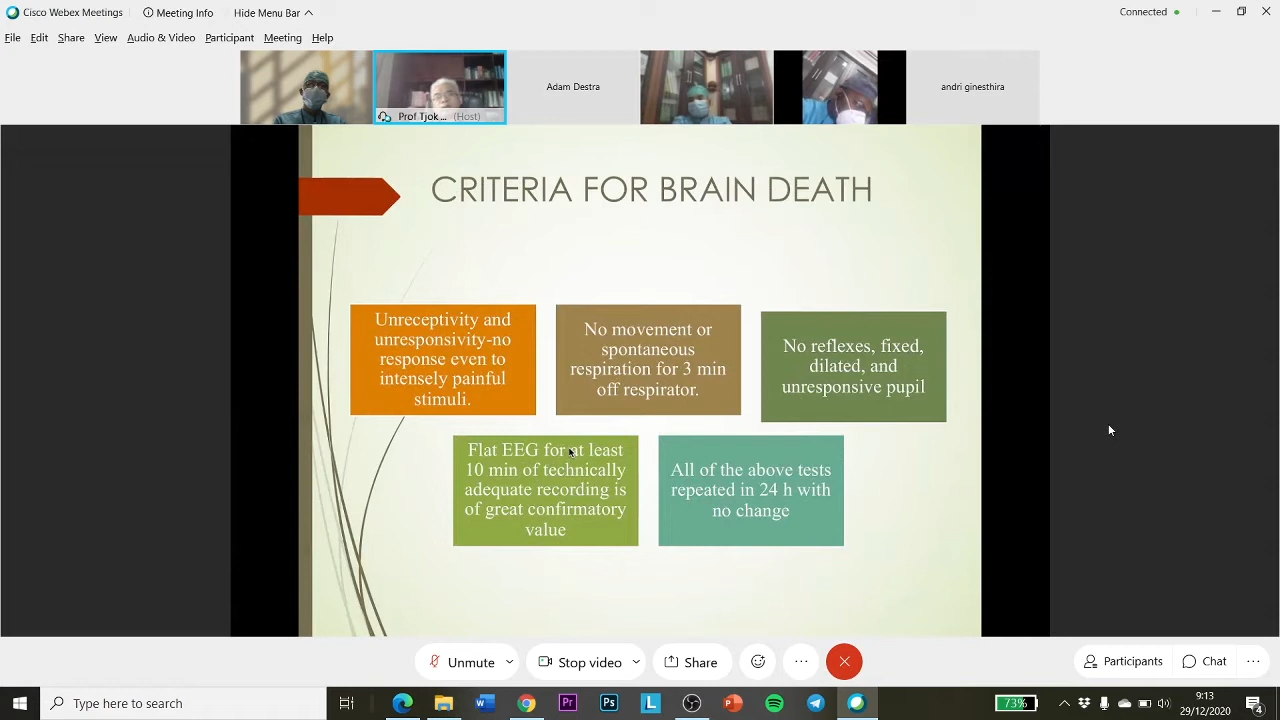 Cisco Webex Meetings
Meeting Info
Hide Menu Bar
Connected
File Edit Share View Audio & Video Participant Meeting Help
Prof Tjok ... (Host)
Adam Destra
andri ginesthira
CRITERIA FOR BRAIN DEATH
Unreceptivity and
unresponsivity-no
response even to
intensely painful
stimuli.
No movement or
spontaneous
respiration for 3 min
off respirator.
No reflexes, fixed,
dilated, and
unresponsive pupil
Flat EEG for at least
10 min of technically
adequate recording is
of great confirmatory
value
All of the above tests
repeated in 24 h with
no change
Unmute
Stop video
Share
Participants
Chat
Type here to search
W
Pr
Ps
L
P
73%
9:13
29/12/2020
4